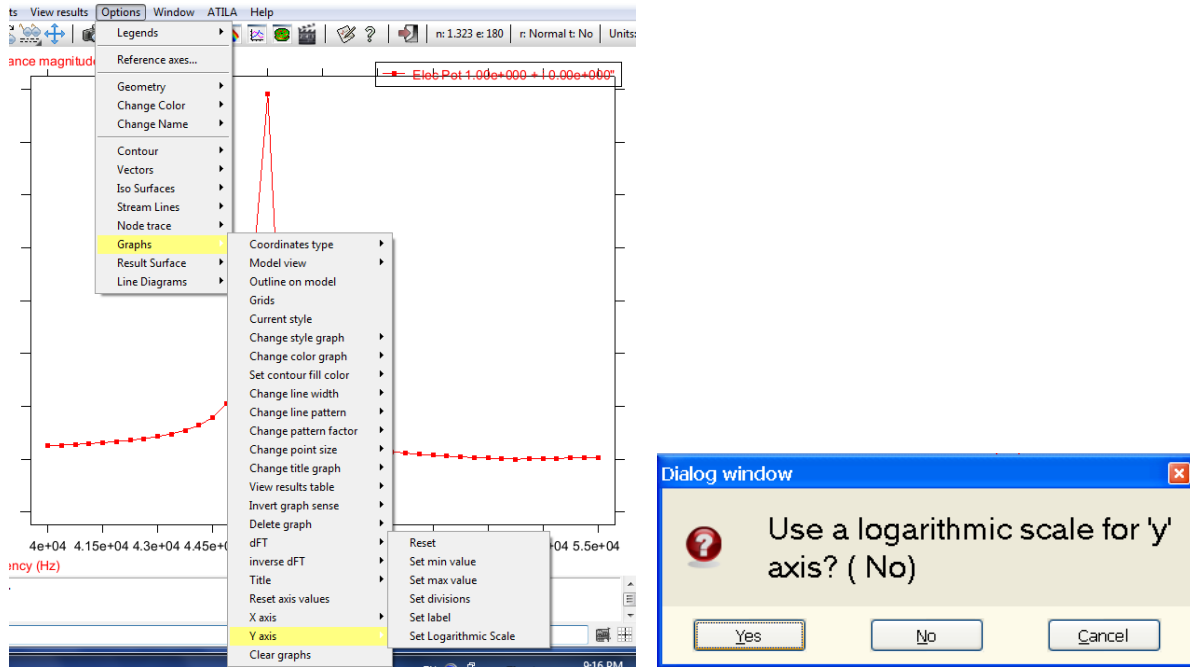 ts View results Options Window ATILA Help
n: 1.323 e: 180 r: Normal t: No Units:
ance magnitude
Elec Pot 1.00e+000 + I 0.00e+000"
Legends
Reference axes...
Geometry
Change Color
Change Name
Contour
Vectors
Iso Surfaces
Stream Lines
Node trace
Graphs
Result Surface
Line Diagrams
Coordinates type
Model view
Outline on model
Grids
Current style
Change style graph
Change color graph
Set contour fill color
Change line width
Change line pattern
Change pattern factor
Change point size
Change title graph
View results table
Invert graph sense
Delete graph
dFT
inverse dFT
Title
Reset axis values
X axis
Y axis
Clear graphs
Reset
Set min value
Set max value
Set divisions
Set label
Set Logarithmic Scale
4e+04 4.15e+04 4.3e+04 4.45e+0 04 5.5e+04
ency (Hz)
9:16 PM
Dialog window
Use a logarithmic scale for 'y'
axis? ( No)
Yes No Cancel